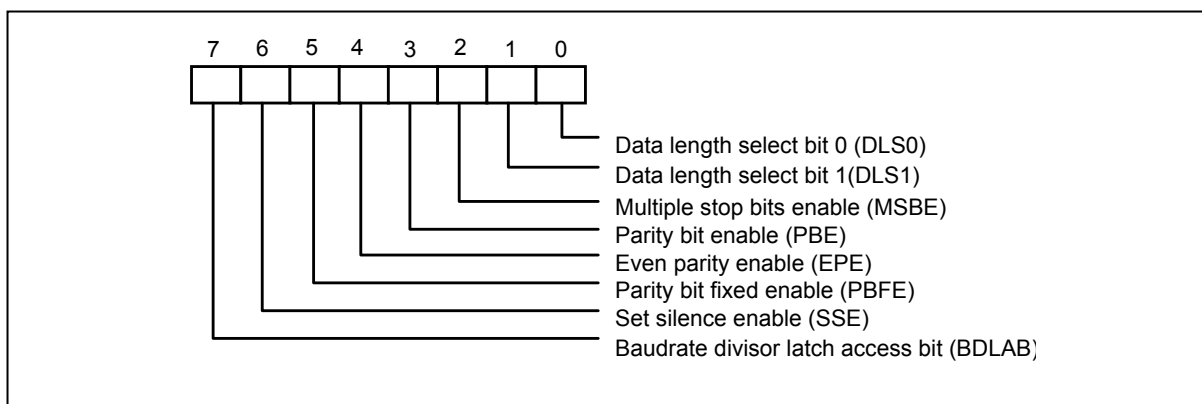 7 6 5 4 3 2 1 0
Data length select bit 0 (DLS0)
Data length select bit 1(DLS1)
Multiple stop bits enable (MSBE)
Parity bit enable (PBE)
Even parity enable (EPE)
Parity bit fixed enable (PBFE)
Set silence enable (SSE)
Baudrate divisor latch access bit (BDLAB)